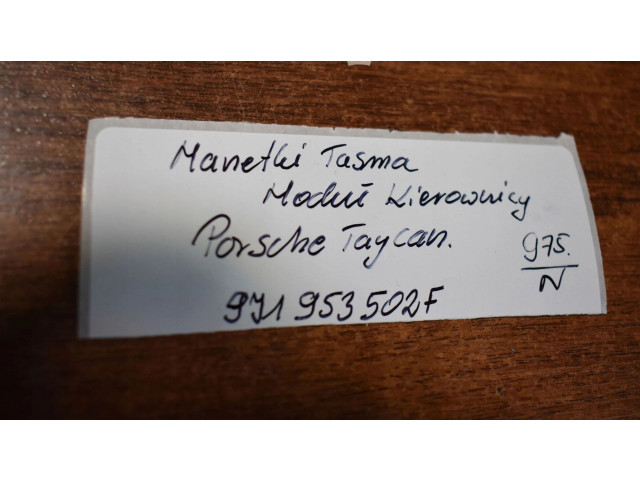 Manetki Tasma
Moduł Kierownicy
Porsche Taycan.
975.
N
9J1 953 502F